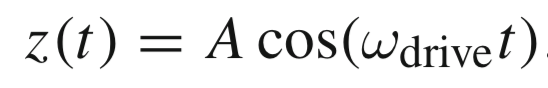 z(t) = A cos(ω_drive t).